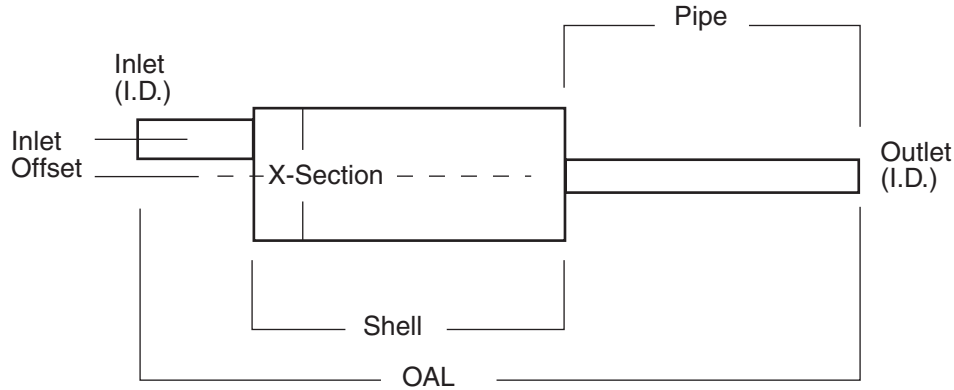 Pipe
Inlet
(I.D.)
Inlet
Offset
X-Section
Outlet
(I.D.)
Shell
OAL